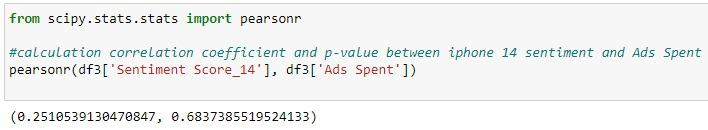 from scipy.stats.stats import pearsonr
#calculation correlation coefficient and p-value between iphone 14 sentiment and Ads Spent
pearsonr(df3['Sentiment Score_14'], df3['Ads Spent'])
(0.2510539130470847, 0.6837385519524133)